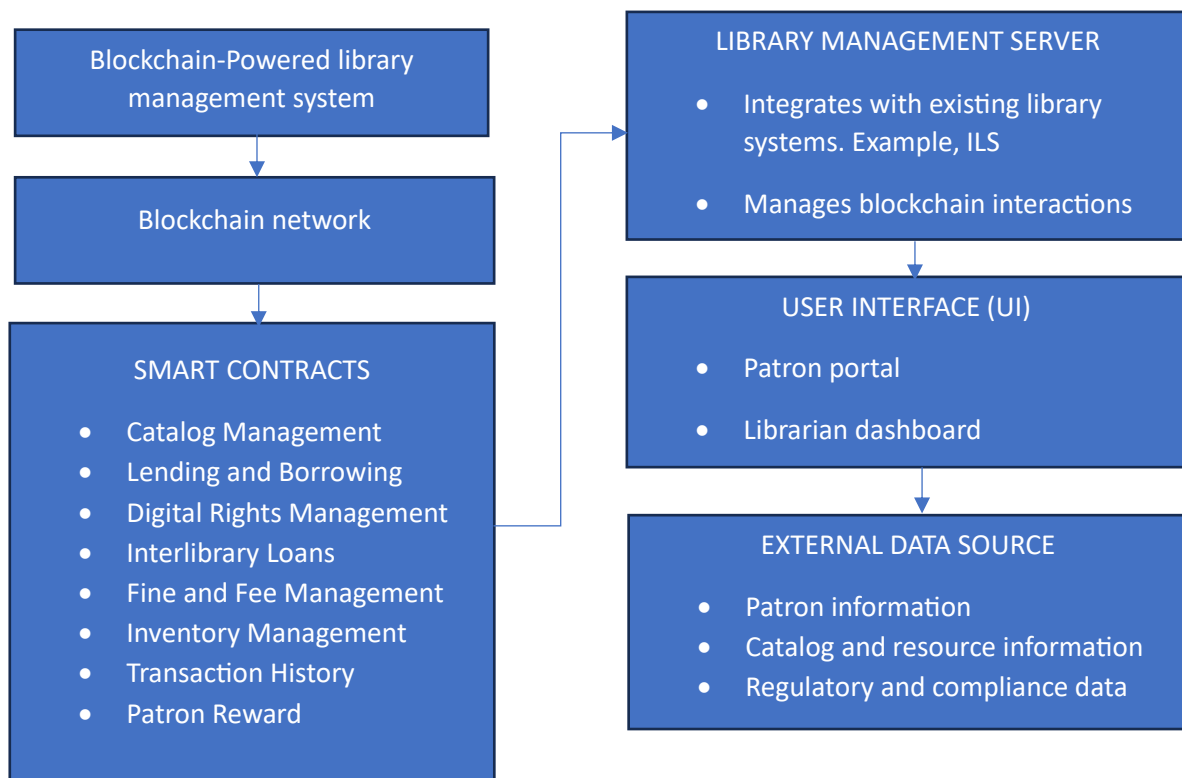 Blockchain-Powered library
management system
Blockchain network
SMART CONTRACTS
• Catalog Management
• Lending and Borrowing
• Digital Rights Management
• Interlibrary Loans
• Fine and Fee Management
• Inventory Management
• Transaction History
• Patron Reward
LIBRARY MANAGEMENT SERVER
• Integrates with existing library
systems. Example, ILS
• Manages blockchain interactions
USER INTERFACE (UI)
• Patron portal
• Librarian dashboard
EXTERNAL DATA SOURCE
• Patron information
• Catalog and resource information
• Regulatory and compliance data